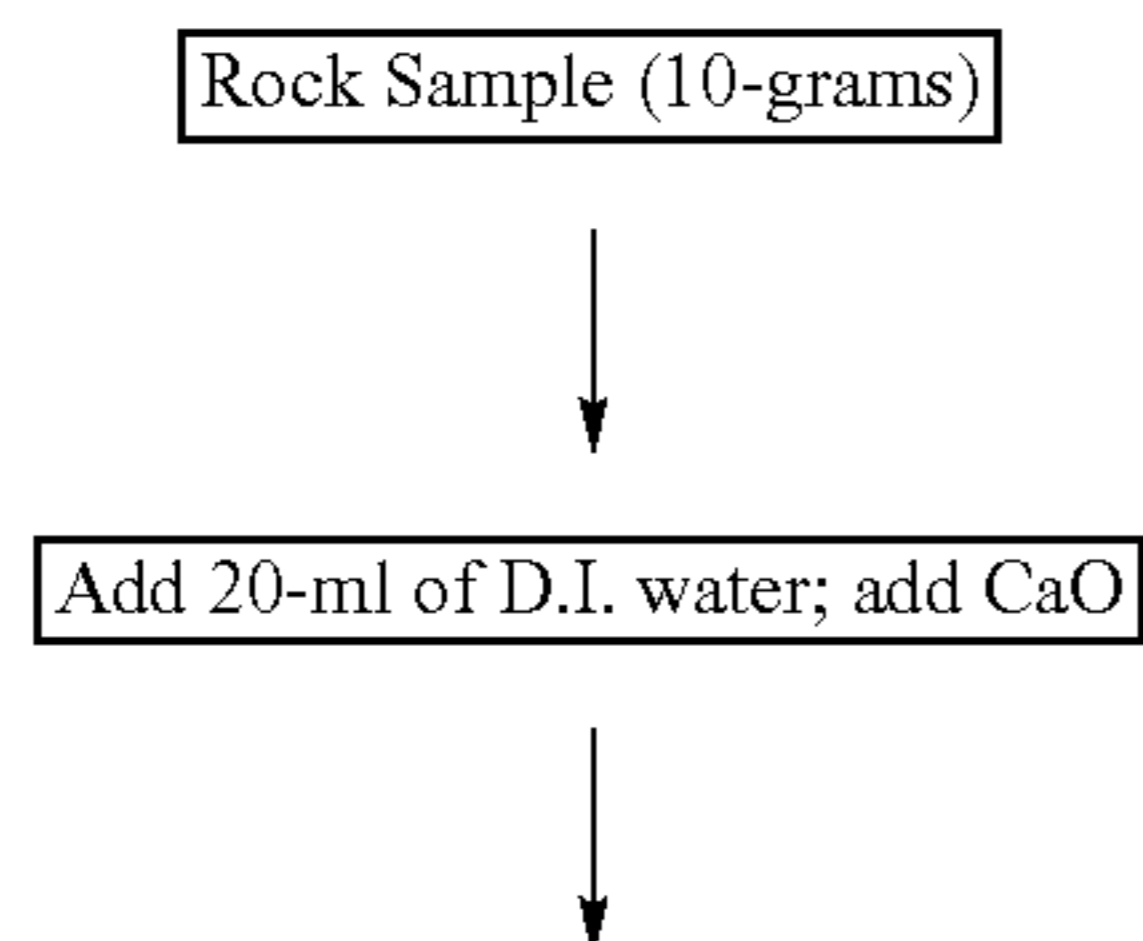 Rock Sample (10-grams)
Add 20-ml of D.I. water; add CaO